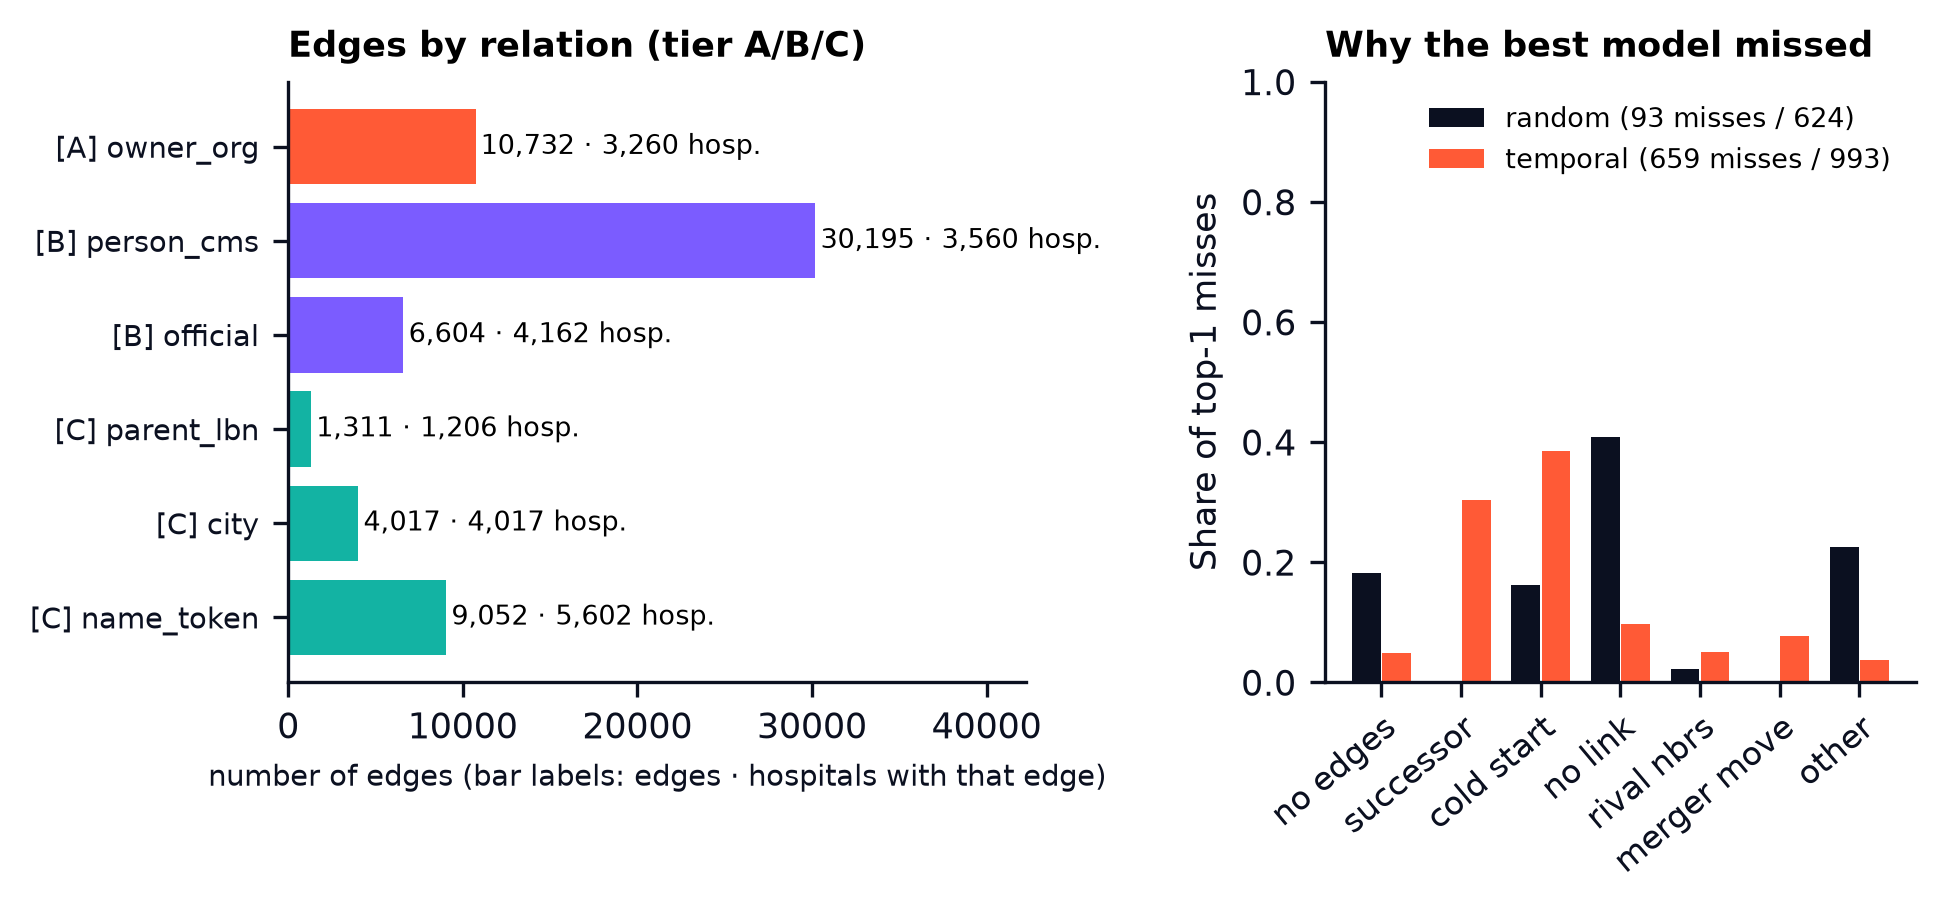 Edges by relation (tier A/B/C)
[A] owner_org
10,732 · 3,260 hosp.
[B] person_cms
30,195 · 3,560 hosp.
[B] official
6,604 · 4,162 hosp.
[C] parent_lbn
1,311 · 1,206 hosp.
[C] city
4,017 · 4,017 hosp.
[C] name_token
9,052 · 5,602 hosp.
0
10000
20000
30000
40000
number of edges (bar labels: edges · hospitals with that edge)
Why the best model missed
random (93 misses / 624)
temporal (659 misses / 993)
Share of top-1 misses
1.0
0.8
0.6
0.4
0.2
0.0
no edges
successor
cold start
no link
rival nbrs
merger move
other